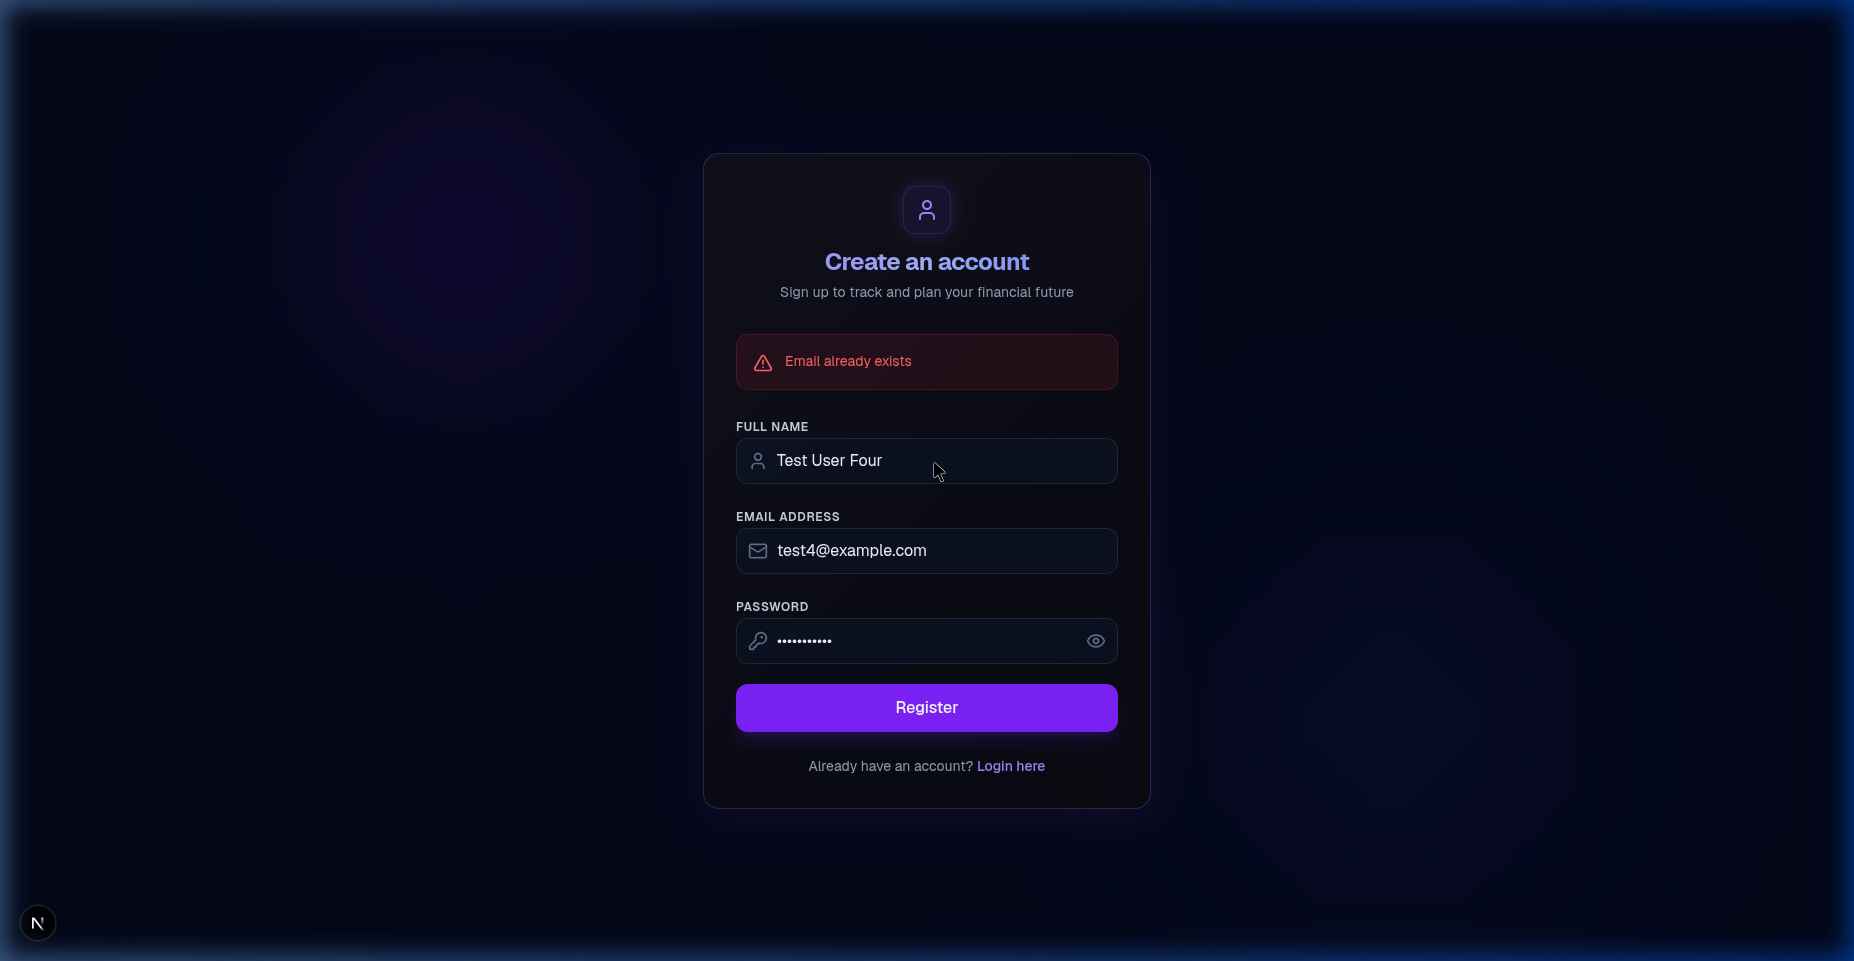 Create an account
Sign up to track and plan your financial future
Email already exists
FULL NAME
Test User Four
EMAIL ADDRESS
test4@example.com
PASSWORD
•••••••••••
Register
Already have an account? Login here
N